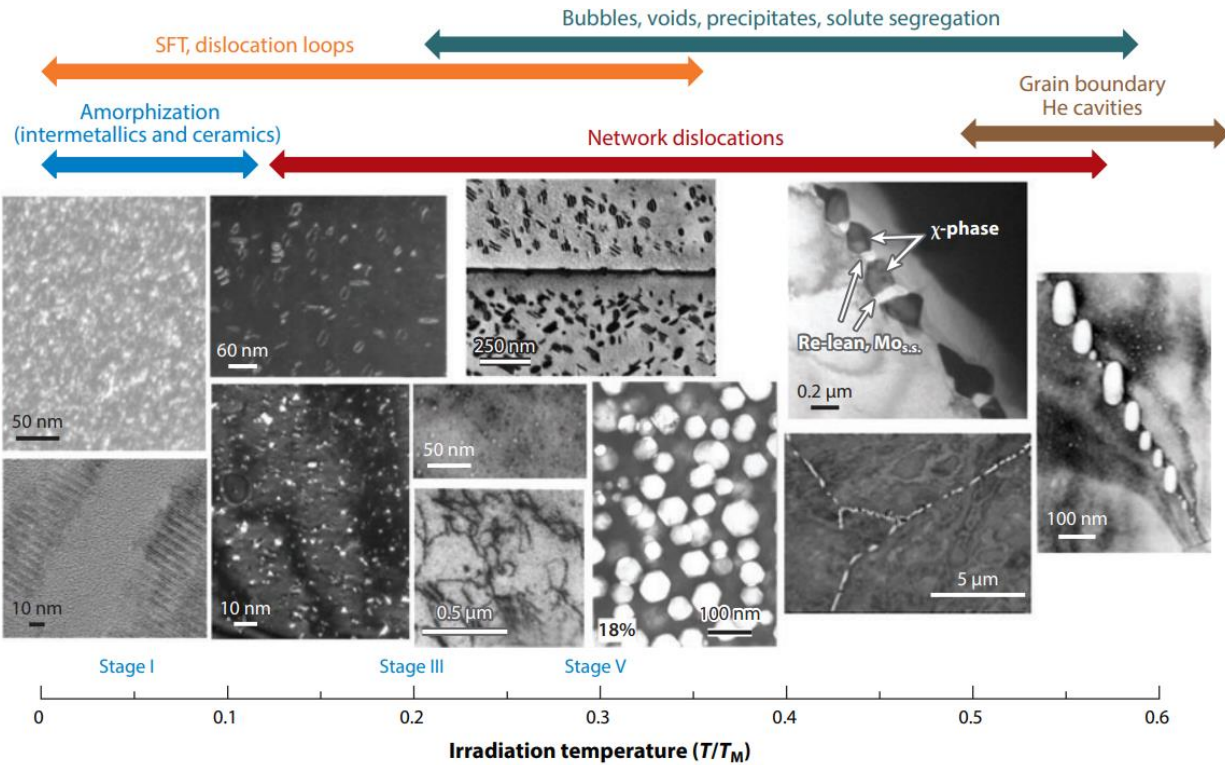 Bubbles, voids, precipitates, solute segregation
SFT, dislocation loops
Grain boundary
He cavities
Amorphization
(intermetallics and ceramics)
Network dislocations
50 nm
60 nm
250 nm
χ-phase
Re-lean, Mos.s.
0.2 µm
10 nm
10 nm
50 nm
0.5 µm
18%
100 nm
5 µm
100 nm
Stage I
Stage III
Stage V
0
0.1
0.2
0.3
0.4
0.5
0.6
Irradiation temperature (T/TM)